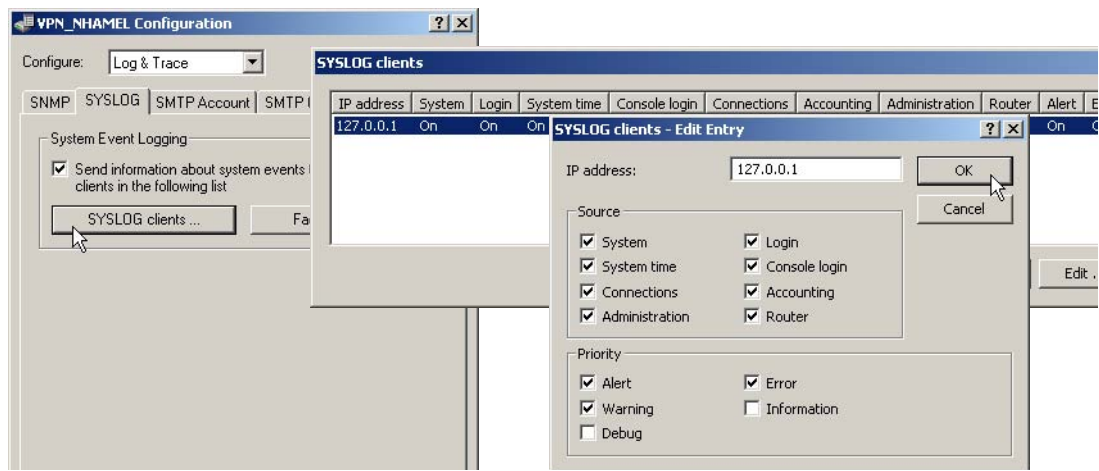 VPN_NHAMEL Configuration
Configure: Log & Trace
SNMP SYSLOG SMTP Account SMTP
System Event Logging
Send information about system events
clients in the following list
SYSLOG clients ...
Fa
SYSLOG clients
IP address System Login System time Console login Connections Accounting Administration Router Alert E
127.0.0.1 On On On On
SYSLOG clients - Edit Entry
IP address: 127.0.0.1
OK
Cancel
Source
System Login
System time Console login
Connections Accounting
Administration Router
Priority
Alert Error
Warning Information
Debug
Edit .